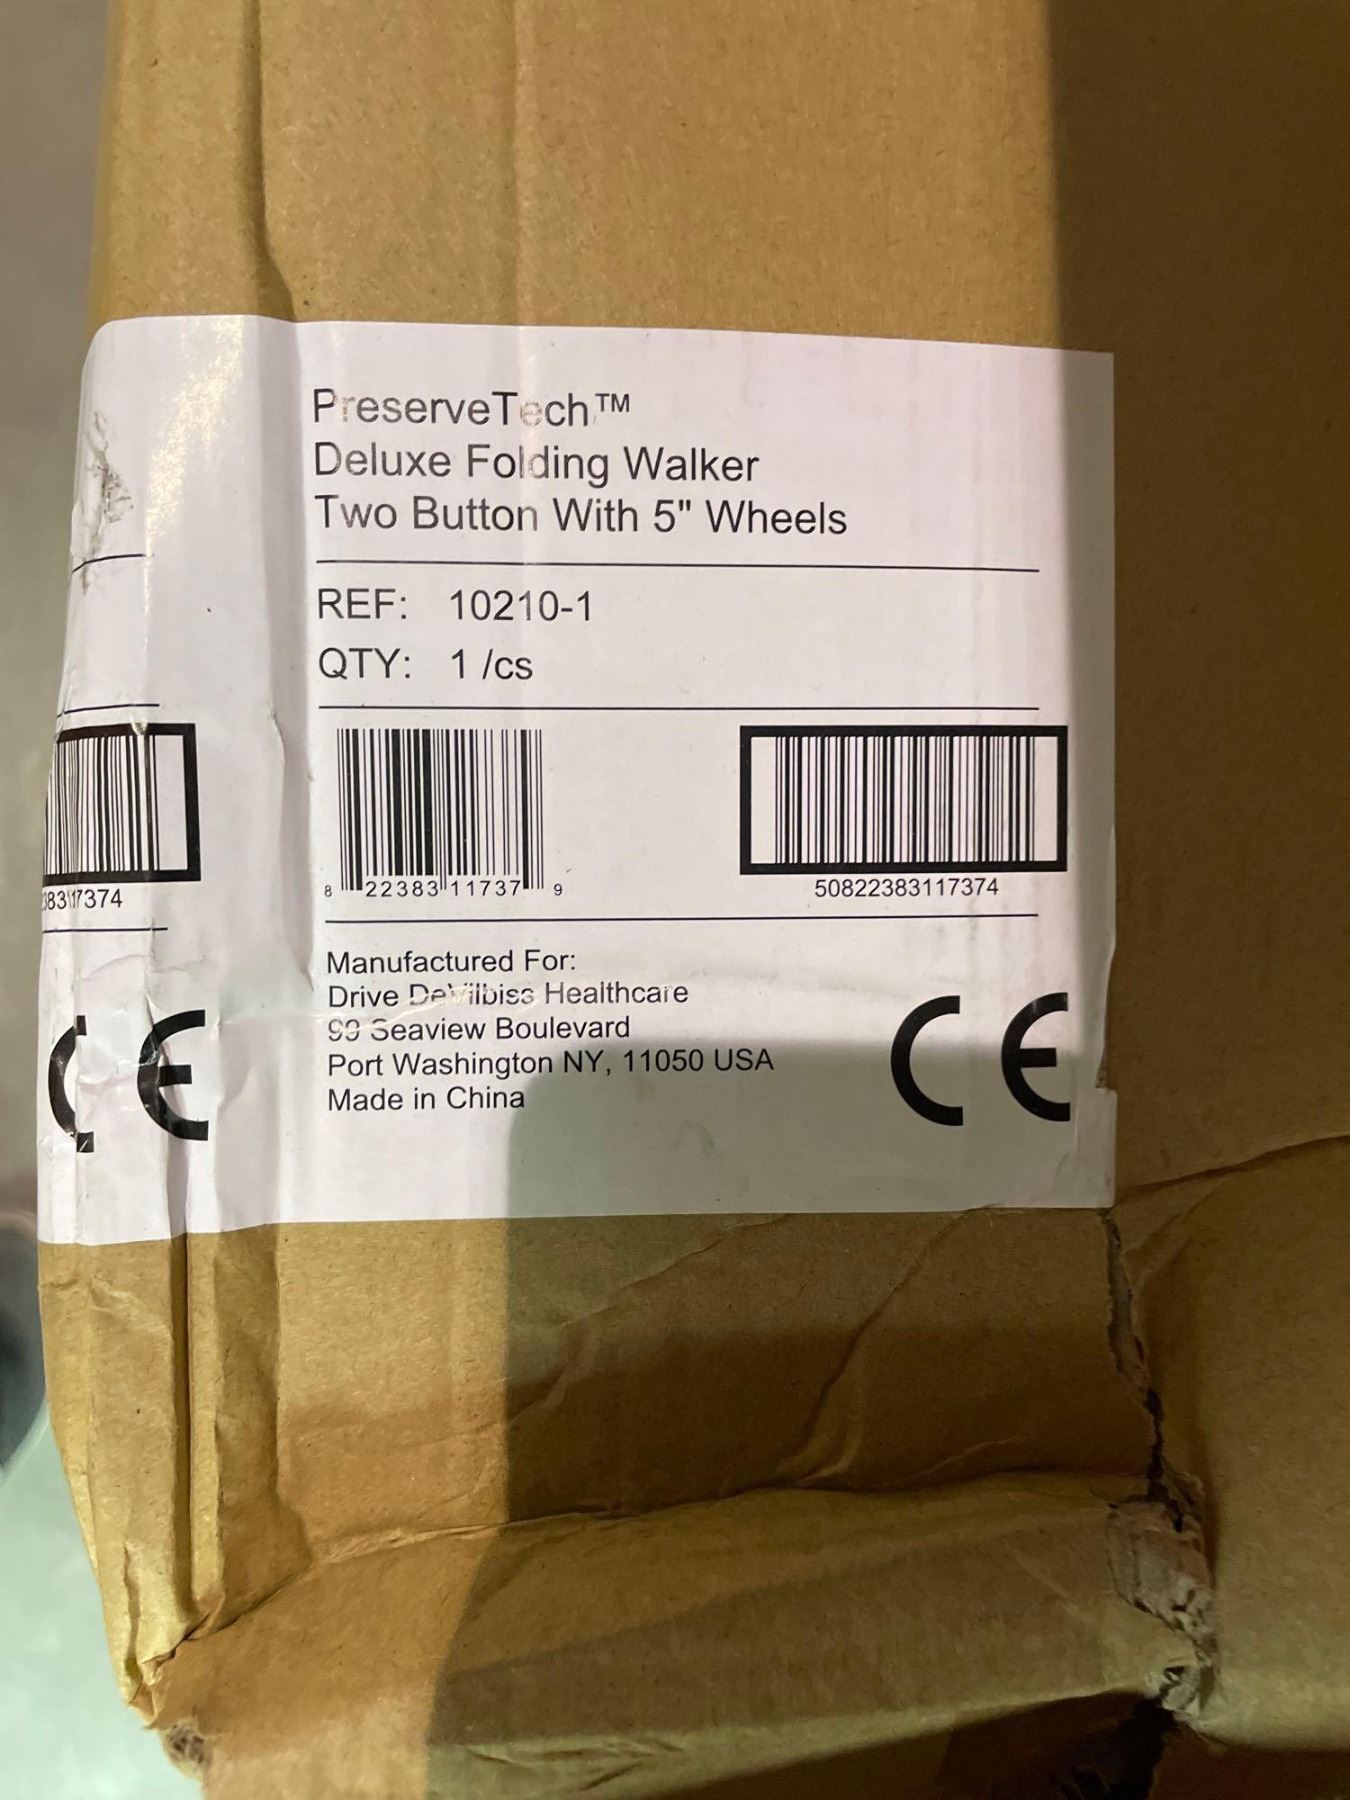 PreserveTech™
Deluxe Folding Walker
Two Button With 5" Wheels
REF: 10210-1
QTY: 1 /cs
8 22383 11737 9
50822383117374
383117374
Manufactured For:
Drive DeVilbiss Healthcare
99 Seaview Boulevard
Port Washington NY, 11050 USA
Made in China
CE
CE